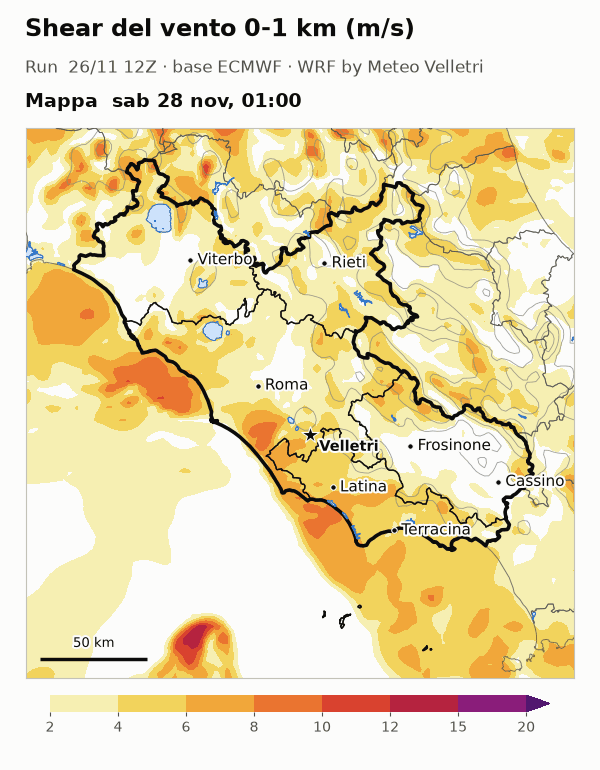 Shear del vento 0-1 km (m/s)
Run 26/11 12Z · base ECMWF · WRF by Meteo Velletri
Mappa sab 28 nov, 01:00
Viterbo
Rieti
Roma
Velletri
Frosinone
Cassino
Latina
Terracina
50 km
2 4 6 8 10 12 15 20